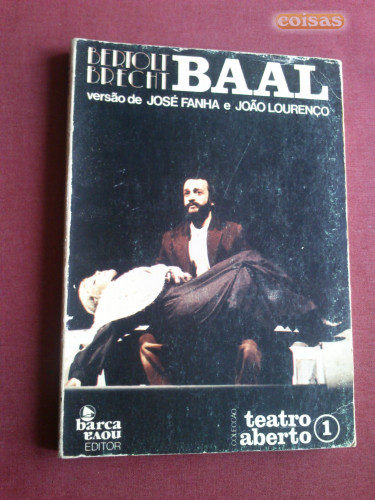 coisas
BERTOLT
BRECHT
BAAL
versão de JOSÉ FANHA e JOÃO LOURENÇO
barca
nova
EDITOR
COLECÇÃO
teatro
aberto
1